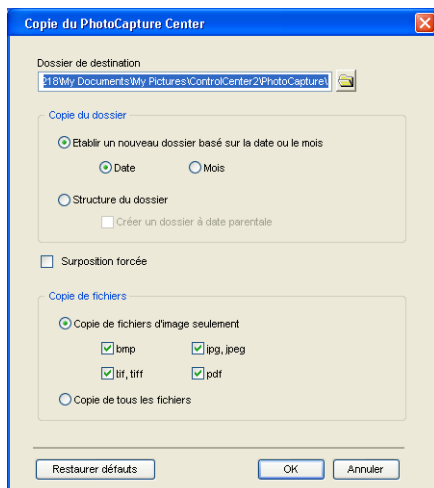 Copie du PhotoCapture Center
Dossier de destination
218\My Documents\My Pictures\ControlCenter2\PhotoCapture\
Copie du dossier
Etablir un nouveau dossier basé sur la date ou le mois
Date Mois
Structure du dossier
Créer un dossier à date parentale
Surposition forcée
Copie de fichiers
Copie de fichiers d'image seulement
bmp jpg, jpeg
tif, tiff pdf
Copie de tous les fichiers
Restaurer défauts OK Annuler